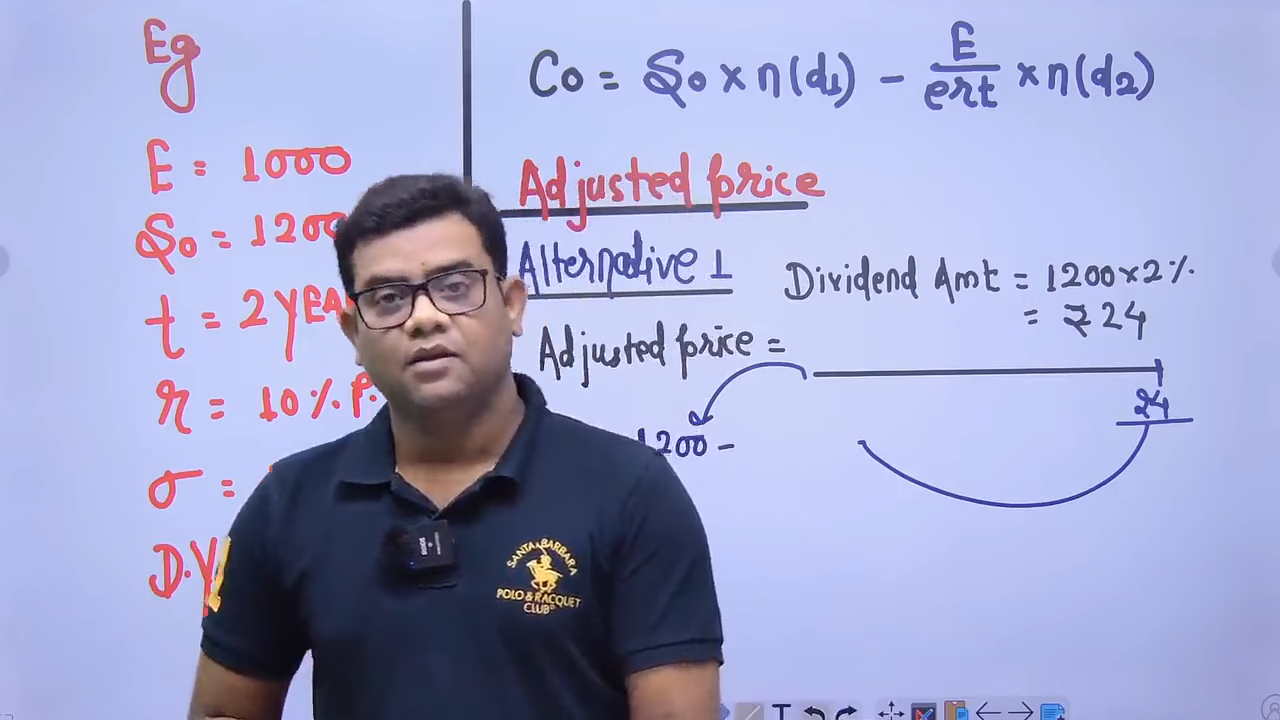 Eg
E = 1000
S0 = 1200
t = 2 YEA
r = 10% P.
σ =
D.Y
C0 = S0 × n(d1) - E/ert × n(d2)
Adjusted price
Alternative 1
Dividend Amt = 1200×2%
= ₹24
Adjusted price =
24
1200 -
SANTA BARBARA
POLO & RACQUET
CLUB